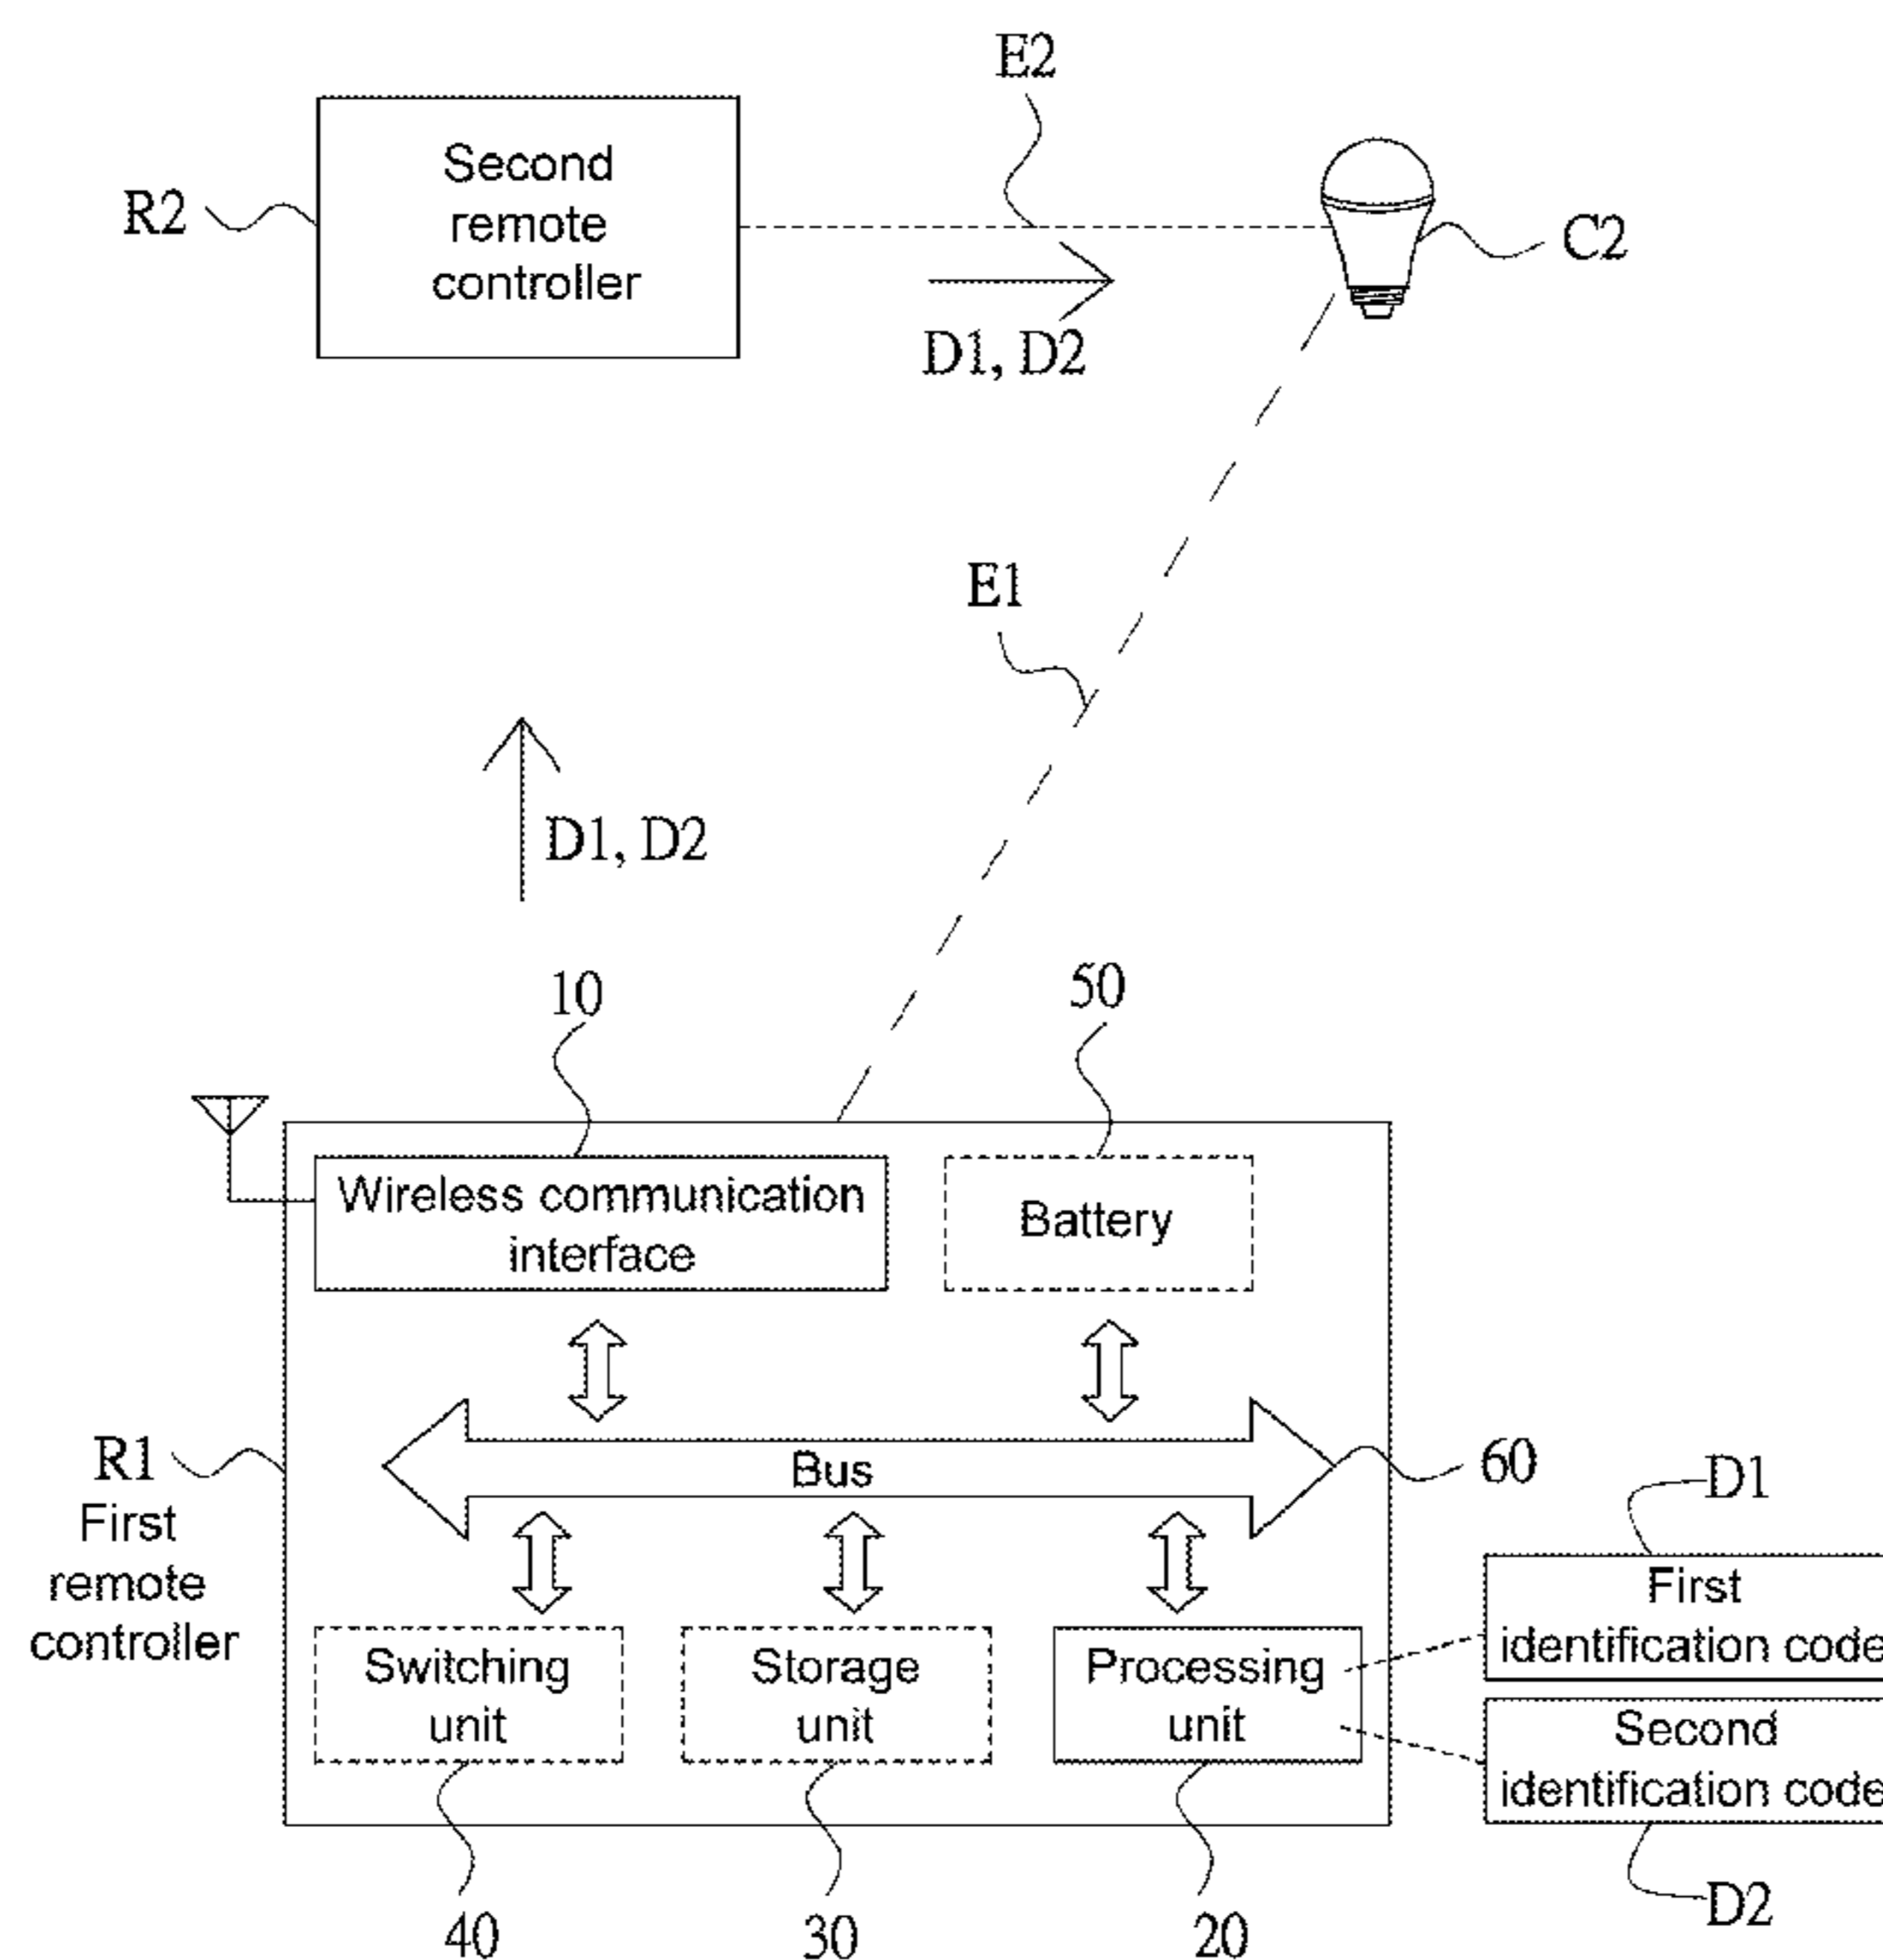 E2
Second
remote
controller
R2
C2
D1, D2
E1
D1, D2
10
50
Wireless communication
interface
Battery
R1
First
remote
controller
Bus
60
D1
First
identification code
Switching
unit
Storage
unit
Processing
unit
Second
identification code
40
30
20
D2